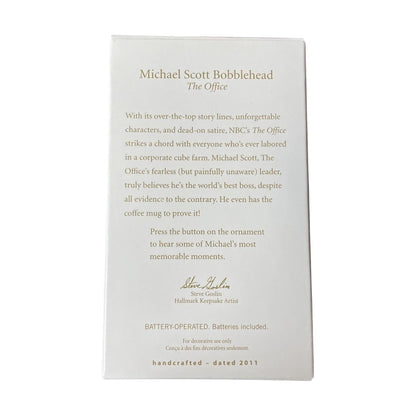 Michael Scott Bobblehead
The Office
With its over-the-top story lines, unforgettable
characters, and dead-on satire, NBC's The Office
strikes a chord with everyone who's ever labored
in a corporate cube farm. Michael Scott, The
Office's fearless (but painfully unaware) leader,
truly believes he's the world's best boss, despite
all evidence to the contrary. He even has the
coffee mug to prove it!
Press the button on the ornament
to hear some of Michael's most
memorable moments.
Steve Goslin
Steve Goslin
Hallmark Keepsake Artist
BATTERY-OPERATED. Batteries included.
For decorative use only
Conçu à des fins décoratives seulement.
handcrafted – dated 2011